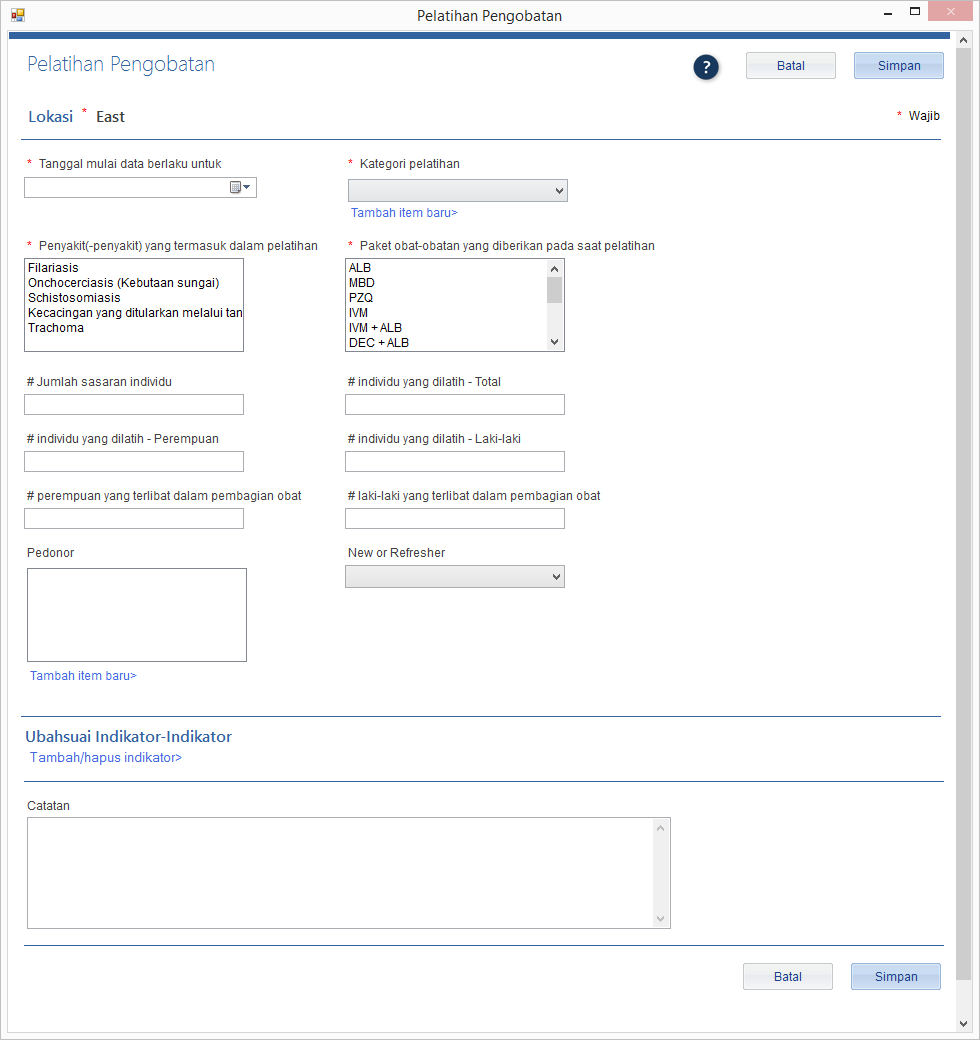 Pelatihan Pengobatan
Pelatihan Pengobatan
? Batal Simpan
Lokasi * East * Wajib
* Tanggal mulai data berlaku untuk * Kategori pelatihan
Tambah item baru>
* Penyakit(-penyakit) yang termasuk dalam pelatihan * Paket obat-obatan yang diberikan pada saat pelatihan
Filariasis ALB
Onchocerciasis (Kebutaan sungai) MBD
Schistosomiasis PZQ
Kecacingan yang ditularkan melalui tan IVM
Trachoma IVM + ALB
DEC + ALB
# Jumlah sasaran individu # individu yang dilatih - Total
# individu yang dilatih - Perempuan # individu yang dilatih - Laki-laki
# perempuan yang terlibat dalam pembagian obat # laki-laki yang terlibat dalam pembagian obat
Pedonor New or Refresher
Tambah item baru>
Ubahsuai Indikator-Indikator
Tambah/hapus indikator>
Catatan
Batal Simpan